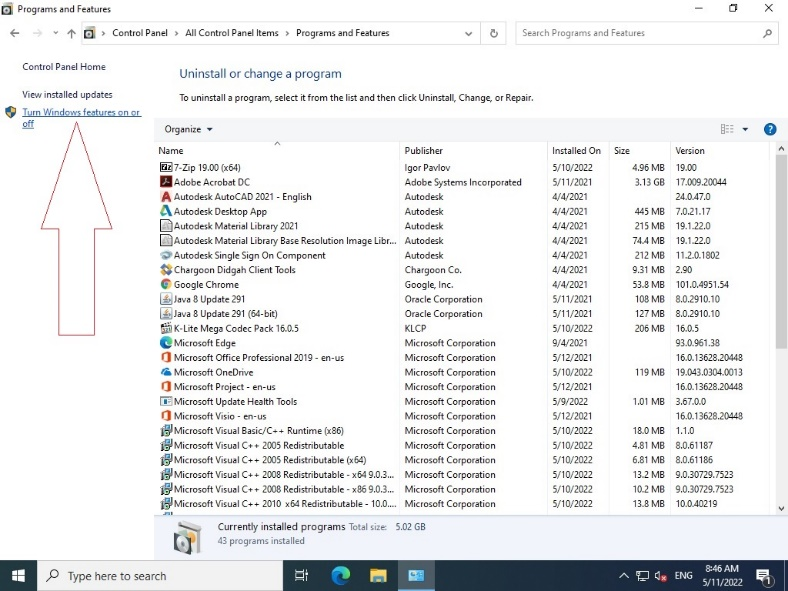 Programs and Features
Control Panel > All Control Panel Items > Programs and Features
Search Programs and Features
Control Panel Home
View installed updates
Turn Windows features on or
off
Uninstall or change a program
To uninstall a program, select it from the list and then click Uninstall, Change, or Repair.
Organize
Name Publisher Installed On Size Version
7-Zip 19.00 (x64) Igor Pavlov 5/10/2022 4.96 MB 19.00
Adobe Acrobat DC Adobe Systems Incorporated 5/11/2021 3.13 GB 17.009.20044
Autodesk AutoCAD 2021 - English Autodesk 4/4/2021 24.0.47.0
Autodesk Desktop App Autodesk 4/4/2021 445 MB 7.0.21.17
Autodesk Material Library 2021 Autodesk 4/4/2021 215 MB 19.1.22.0
Autodesk Material Library Base Resolution Image Libr... Autodesk 4/4/2021 74.4 MB 19.1.22.0
Autodesk Single Sign On Component Autodesk 4/4/2021 212 MB 11.2.0.1802
Chargoon Didgah Client Tools Chargoon Co. 4/4/2021 9.31 MB 2.90
Google Chrome Google, Inc. 4/4/2021 53.8 MB 101.0.4951.54
Java 8 Update 291 Oracle Corporation 5/11/2021 108 MB 8.0.2910.10
Java 8 Update 291 (64-bit) Oracle Corporation 5/11/2021 127 MB 8.0.2910.10
K-Lite Mega Codec Pack 16.0.5 KLCP 5/10/2022 206 MB 16.0.5
Microsoft Edge Microsoft Corporation 9/4/2021 93.0.961.38
Microsoft Office Professional 2019 - en-us Microsoft Corporation 5/12/2021 16.0.13628.20448
Microsoft OneDrive Microsoft Corporation 5/10/2022 119 MB 19.043.0304.0013
Microsoft Project - en-us Microsoft Corporation 5/12/2021 16.0.13628.20448
Microsoft Update Health Tools Microsoft Corporation 5/9/2022 1.01 MB 3.67.0.0
Microsoft Visio - en-us Microsoft Corporation 5/12/2021 16.0.13628.20448
Microsoft Visual Basic/C++ Runtime (x86) Microsoft Corporation 5/10/2022 18.0 MB 1.1.0
Microsoft Visual C++ 2005 Redistributable Microsoft Corporation 5/10/2022 4.81 MB 8.0.61187
Microsoft Visual C++ 2005 Redistributable (x64) Microsoft Corporation 5/10/2022 6.81 MB 8.0.61186
Microsoft Visual C++ 2008 Redistributable - x64 9.0.3... Microsoft Corporation 5/10/2022 13.2 MB 9.0.30729.7523
Microsoft Visual C++ 2008 Redistributable - x86 9.0.3... Microsoft Corporation 5/10/2022 10.2 MB 9.0.30729.7523
Microsoft Visual C++ 2010 x64 Redistributable - 10.0.... Microsoft Corporation 5/10/2022 13.8 MB 10.0.40219
Currently installed programs Total size: 5.02 GB
43 programs installed
Type here to search
ENG
8:46 AM
5/11/2022
1